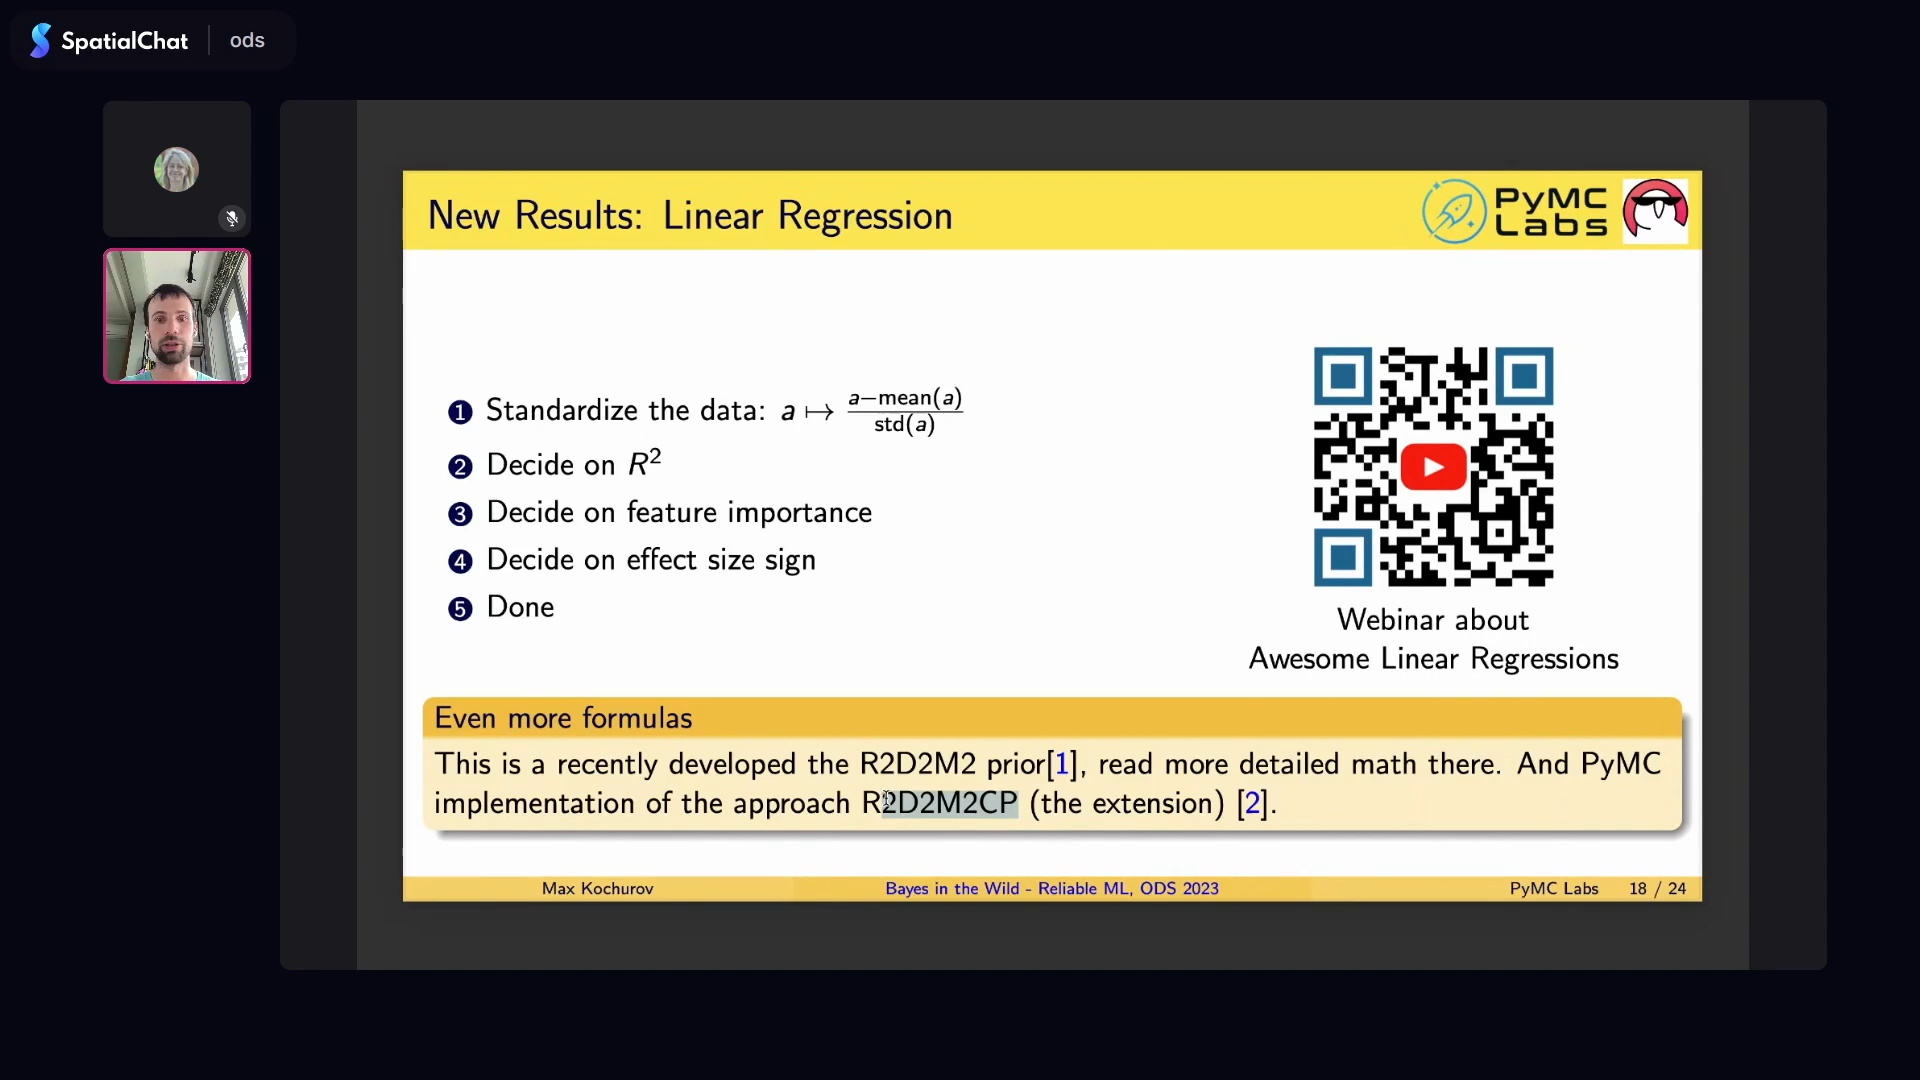 SpatialChat
ods
New Results: Linear Regression
PyMC
Labs
1 Standardize the data: a ↦ a−mean(a) / std(a)
2 Decide on R²
3 Decide on feature importance
4 Decide on effect size sign
5 Done
Webinar about
Awesome Linear Regressions
Even more formulas
This is a recently developed the R2D2M2 prior[1], read more detailed math there. And PyMC
implementation of the approach R2D2M2CP (the extension) [2].
Max Kochurov
Bayes in the Wild - Reliable ML, ODS 2023
PyMC Labs 18 / 24